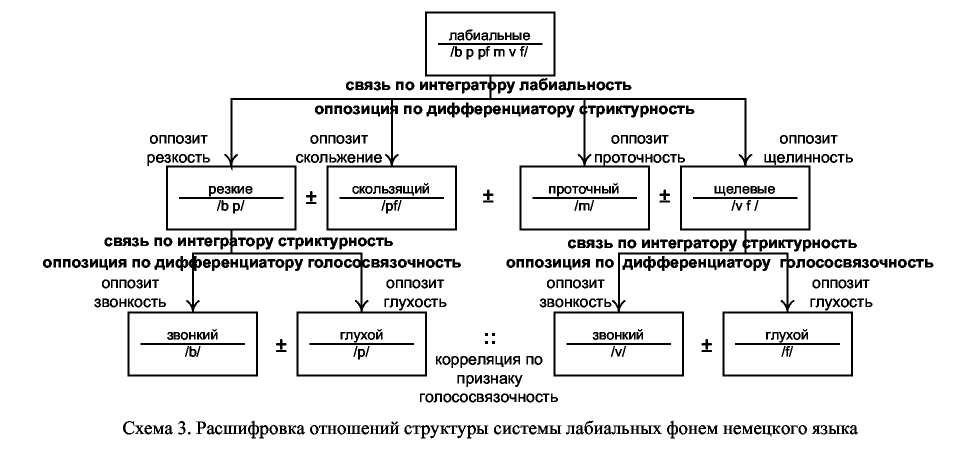 лабиальные
/b p pf m v f/
связь по интегратору лабиальность
оппозиция по дифференциатору стриктурность
оппозит резкость
оппозит скольжение
оппозит проточность
оппозит щелинность
резкие
/b p/
±
скользящий
/pf/
±
проточный
/m/
±
щелевые
/v f /
связь по интегратору стриктурность
связь по интегратору стриктурность
оппозиция по дифференциатору голососвязочность
оппозиция по дифференциатору голососвязочность
оппозит звонкость
оппозит глухость
оппозит звонкость
оппозит глухость
звонкий
/b/
±
глухой
/p/
::
корреляция по
признаку
голососвязочность
звонкий
/v/
±
глухой
/f/
Схема 3. Расшифровка отношений структуры системы лабиальных фонем немецкого языка